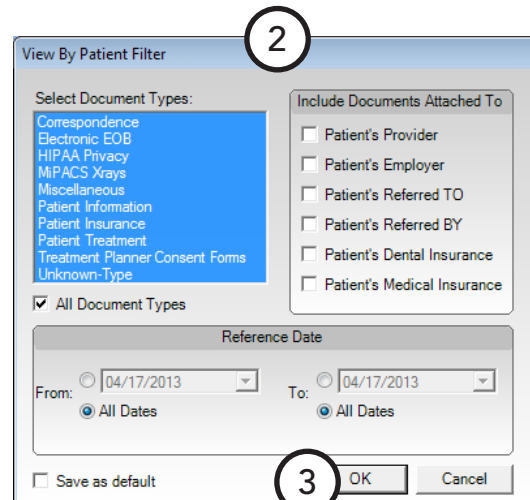 2
View By Patient Filter
Select Document Types:
Correspondence
Electronic EOB
HIPAA Privacy
MiPACS Xrays
Miscellaneous
Patient Information
Patient Insurance
Patient Treatment
Treatment Planner Consent Forms
Unknown-Type
All Document Types
Include Documents Attached To
Patient's Provider
Patient's Employer
Patient's Referred TO
Patient's Referred BY
Patient's Dental Insurance
Patient's Medical Insurance
Reference Date
From: 04/17/2013
All Dates
To: 04/17/2013
All Dates
Save as default
3
OK
Cancel